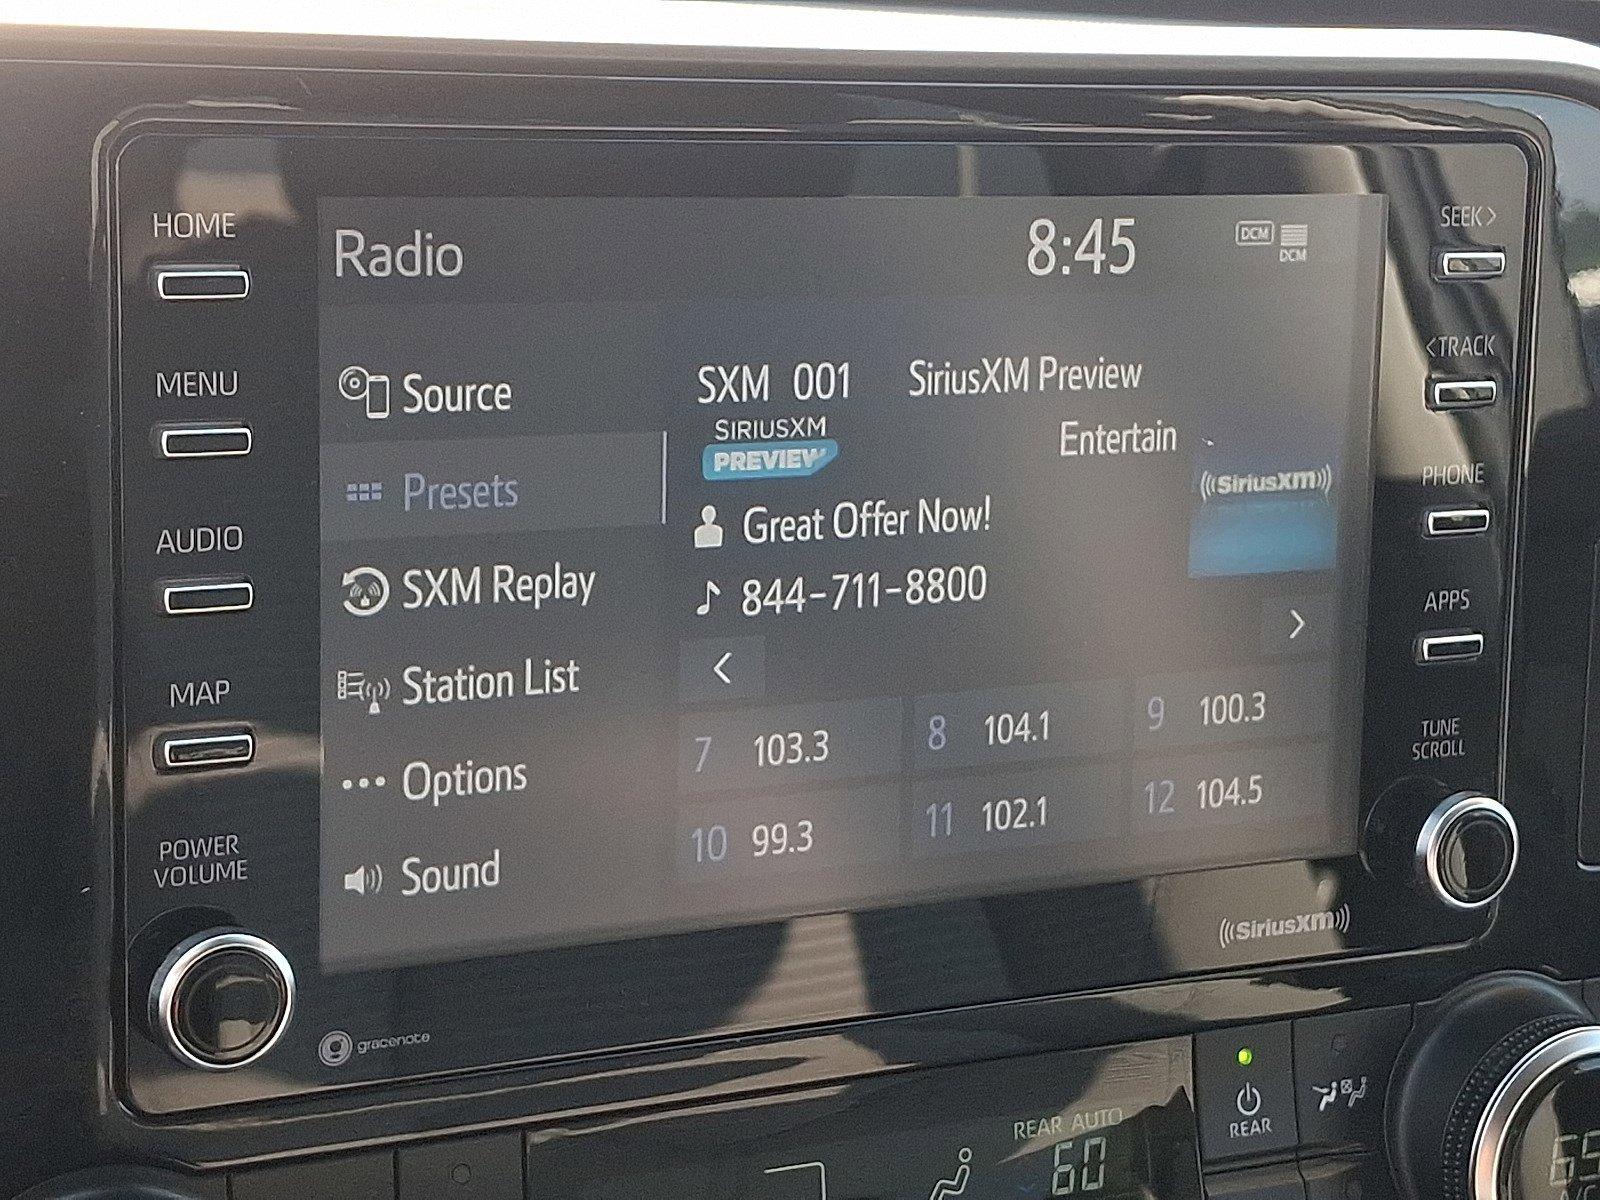 HOME
MENU
AUDIO
MAP
POWER
VOLUME
Radio
8:45
DCM
DCM
Source
Presets
SXM Replay
Station List
Options
Sound
SXM 001 SiriusXM Preview
SIRIUSXM
PREVIEW
Entertain
SiriusXM
Great Offer Now!
844-711-8800
<
>
7 103.3
8 104.1
9 100.3
10 99.3
11 102.1
12 104.5
SEEK>
<TRACK
PHONE
APPS
TUNE
SCROLL
SiriusXM
gracenote
REAR AUTO
60
REAR